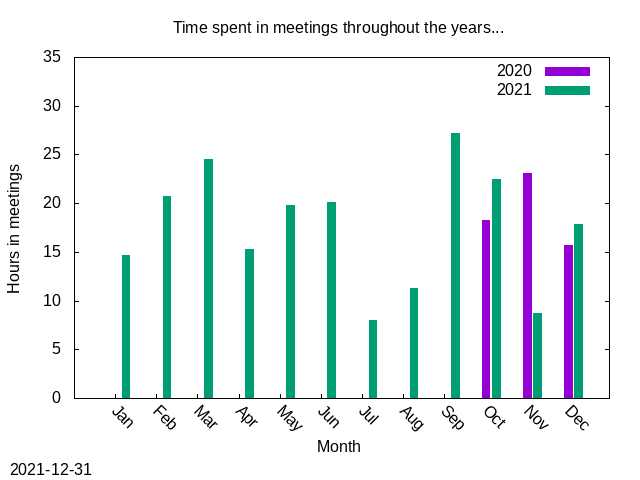 Time spent in meetings throughout the years...
2020
2021
Hours in meetings
35
30
25
20
15
10
5
0
Jan Feb Mar Apr May Jun Jul Aug Sep Oct Nov Dec
Month
2021-12-31